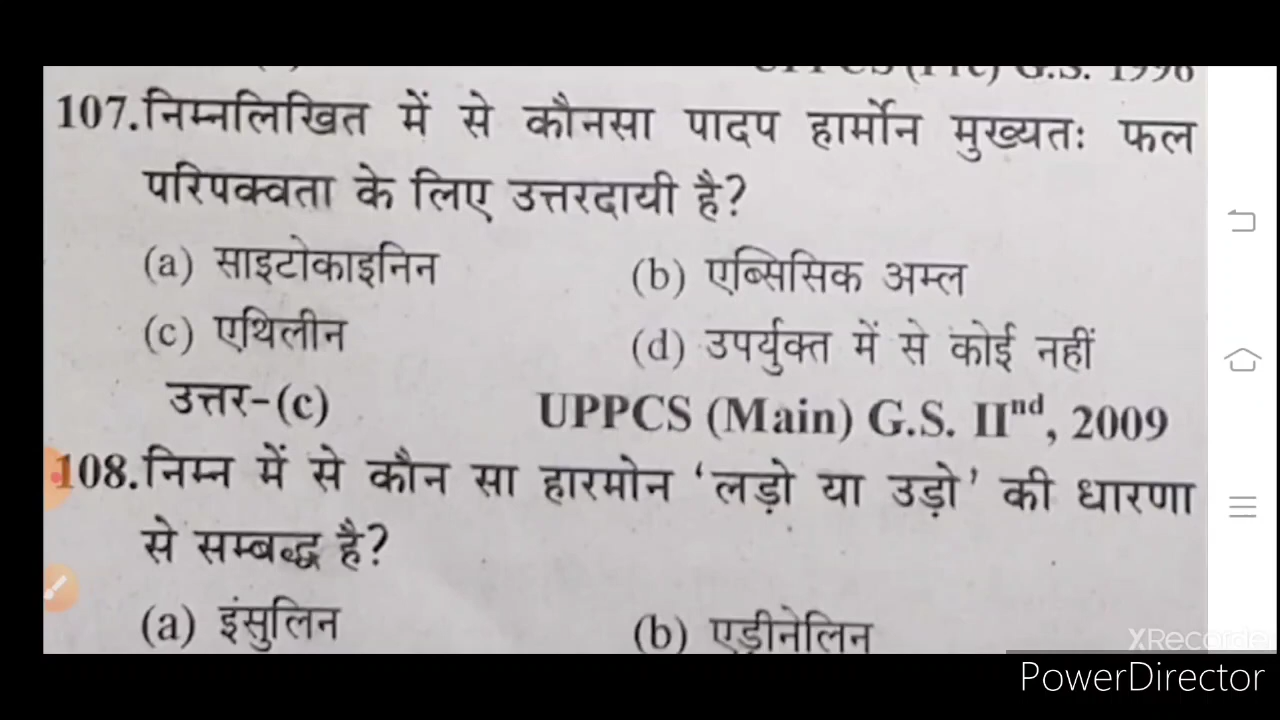 107.निम्नलिखित में से कौनसा पादप हार्मोन मुख्यतः फल
परिपक्वता के लिए उत्तरदायी है?
(a) साइटोकाइनिन (b) एब्सिसिक अम्ल
(c) एथिलीन (d) उपर्युक्त में से कोई नहीं
उत्तर-(c) UPPCS (Main) G.S. IInd, 2009
108.निम्न में से कौन सा हारमोन ‘लड़ो या उड़ो’ की धारणा
से सम्बद्ध है?
(a) इंसुलिन (b) एड्रीनेलिन
XRecorder
PowerDirector